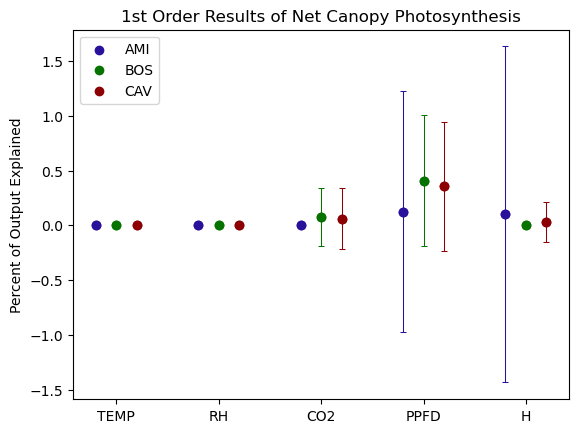 1st Order Results of Net Canopy Photosynthesis
AMI
BOS
CAV
Percent of Output Explained
1.5
1.0
0.5
0.0
−0.5
−1.0
−1.5
TEMP
RH
CO2
PPFD
H